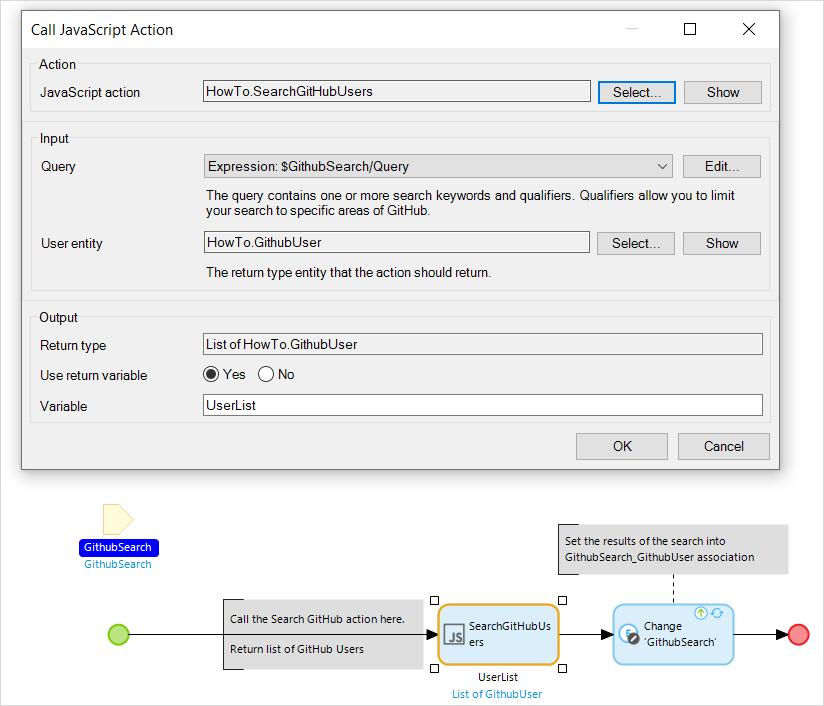 Call JavaScript Action
Action
JavaScript action
HowTo.SearchGitHubUsers
Select...
Show
Input
Query
Expression: $GithubSearch/Query
Edit...
The query contains one or more search keywords and qualifiers. Qualifiers allow you to limit
your search to specific areas of GitHub.
User entity
HowTo.GithubUser
Select...
Show
The return type entity that the action should return.
Output
Return type
List of HowTo.GithubUser
Use return variable
Yes
No
Variable
UserList
OK
Cancel
GithubSearch
GithubSearch
Set the results of the search into
GithubSearch_GithubUser association
Call the Search GitHub action here.
Return list of GitHub Users
JS
SearchGitHubUs
ers
UserList
List of GithubUser
Change
'GithubSearch'